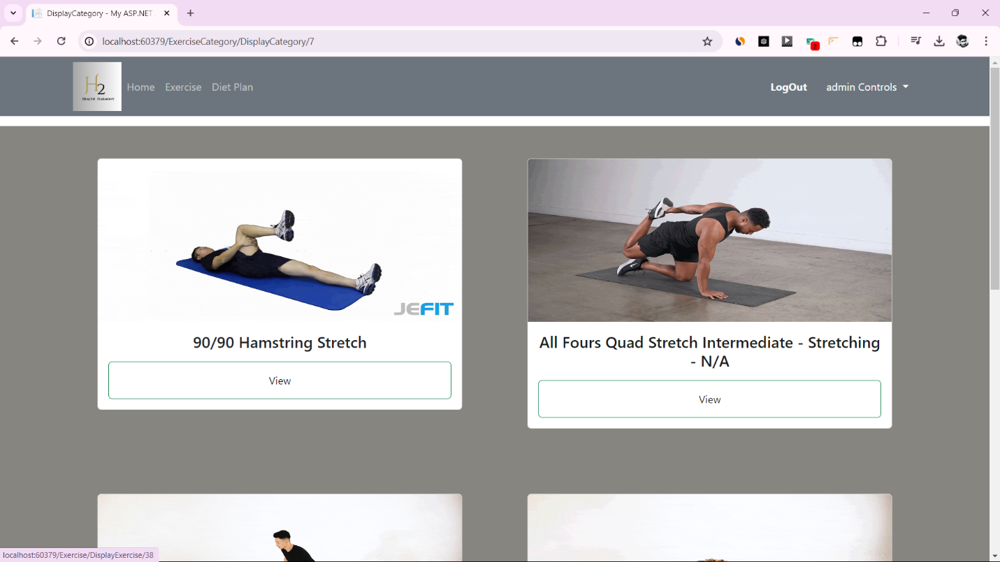 DisplayCategory - My ASP.NET
localhost:60379/ExerciseCategory/DisplayCategory/7
2
H2
HEALTH HARMONY
Home Exercise Diet Plan
LogOut admin Controls
JEFIT
90/90 Hamstring Stretch
View
All Fours Quad Stretch Intermediate - Stretching
- N/A
View
localhost:60379/Exercise/DisplayExercise/38